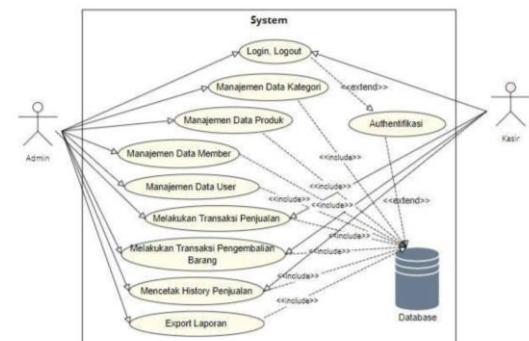 System
Login, Logout
Manajemen Data Kategori
<<extend>>
Manajemen Data Produk
Authentifikasi
Admin
Kasir
Manajemen Data Member
<<include>>
Manajemen Data User
<<include>>
<<include>>
<<include>>
<<extend>>
Melakukan Transaksi Penjualan
<<include>>
<<include>>
Melakukan Transaksi Pengembalian
Barang
<<include>>
Mencetak History Penjualan
<<include>>
<<include>>
Export Laporan
Database